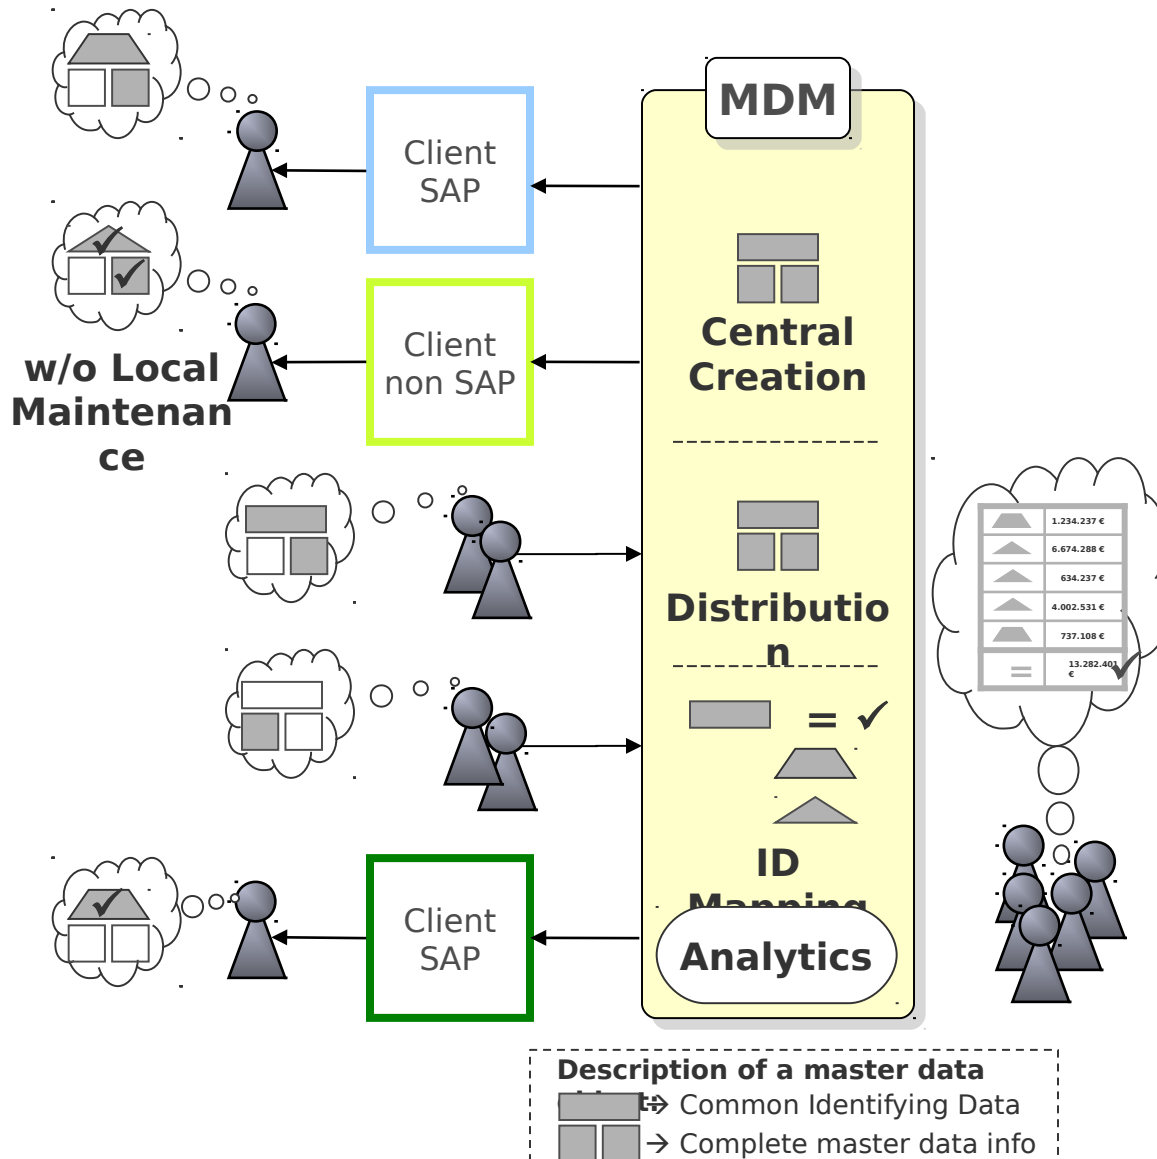 MDM
Client
SAP
Central
Creation
Client
non SAP
w/o Local
Maintenan
ce
Distributio
n
1.234.237 €
6.674.288 €
634.237 €
4.002.531 €
737.108 €
=
13.282.401
€
= ✓
ID
Mapping
Client
SAP
Analytics
Description of a master data
→ Common Identifying Data
→ Complete master data info